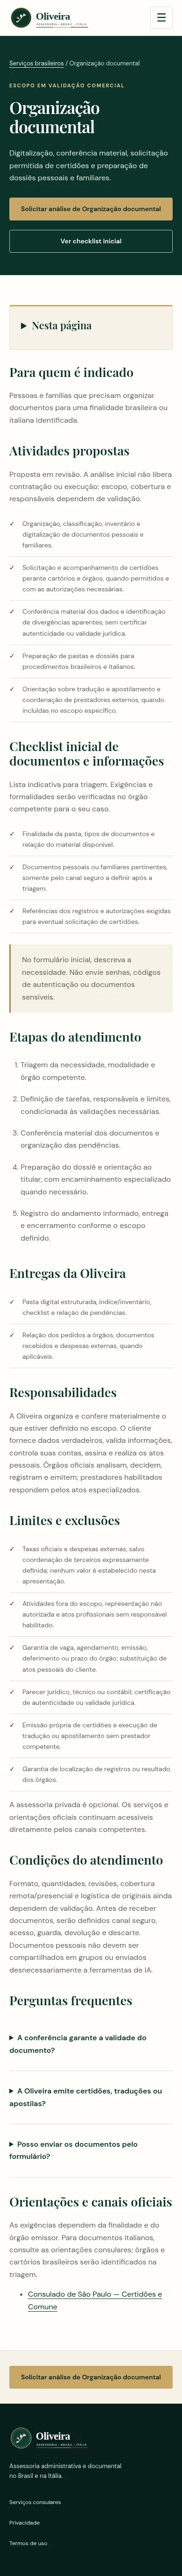 Oliveira
ASSESSORIA • BRASIL • ITÁLIA
☰
Serviços brasileiros / Organização documental
ESCOPO EM VALIDAÇÃO COMERCIAL
Organização
documental
Digitalização, conferência material, solicitação
permitida de certidões e preparação de
dossiês pessoais e familiares.
Solicitar análise de Organização documental
Ver checklist inicial
▶ Nesta página
Para quem é indicado
Pessoas e famílias que precisam organizar
documentos para uma finalidade brasileira ou
italiana identificada.
Atividades propostas
Proposta em revisão. A análise inicial não libera
contratação ou execução; escopo, cobertura e
responsáveis dependem de validação.
✓ Organização, classificação, inventário e
digitalização de documentos pessoais e
familiares.
✓ Solicitação e acompanhamento de certidões
perante cartórios e órgãos, quando permitidos e
com as autorizações necessárias.
✓ Conferência material dos dados e identificação
de divergências aparentes, sem certificar
autenticidade ou validade jurídica.
✓ Preparação de pastas e dossiês para
procedimentos brasileiros e italianos.
✓ Orientação sobre tradução e apostilamento e
coordenação de prestadores externos, quando
incluídas no escopo específico.
Checklist inicial de
documentos e informações
Lista indicativa para triagem. Exigências e
formalidades serão verificadas no órgão
competente para o seu caso.
✓ Finalidade da pasta, tipos de documentos e
relação do material disponível.
✓ Documentos pessoais ou familiares pertinentes,
somente pelo canal seguro a definir após a
triagem.
✓ Referências dos registros e autorizações exigidas
para eventual solicitação de certidões.
No formulário inicial, descreva a
necessidade. Não envie senhas, códigos
de autenticação ou documentos
sensíveis.
Etapas do atendimento
1. Triagem da necessidade, modalidade e
órgão competente.
2. Definição de tarefas, responsáveis e limites,
condicionada às validações necessárias.
3. Conferência material dos documentos e
organização das pendências.
4. Preparação do dossiê e orientação ao
titular, com encaminhamento especializado
quando necessário.
5. Registro do andamento informado, entrega
e encerramento conforme o escopo
definido.
Entregas da Oliveira
✓ Pasta digital estruturada, índice/inventário,
checklist e relação de pendências.
✓ Relação dos pedidos a órgãos, documentos
recebidos e despesas externas, quando
aplicáveis.
Responsabilidades
A Oliveira organiza e confere materialmente o
que estiver definido no escopo. O cliente
fornece dados verdadeiros, valida informações,
controla suas contas, assina e realiza os atos
pessoais. Órgãos oficiais analisam, decidem,
registram e emitem; prestadores habilitados
respondem pelos atos especializados.
Limites e exclusões
✓ Taxas oficiais e despesas externas, salvo
coordenação de terceiros expressamente
definida; nenhum valor é estabelecido nesta
apresentação.
✓ Atividades fora do escopo, representação não
autorizada e atos profissionais sem responsável
habilitado.
✓ Garantia de vaga, agendamento, emissão,
deferimento ou prazo do órgão; substituição de
atos pessoais do cliente.
✓ Parecer jurídico, técnico ou contábil; certificação
de autenticidade ou validade jurídica.
✓ Emissão própria de certidões e execução de
tradução ou apostilamento sem prestador
competente.
✓ Garantia de localização de registros ou resultado
dos órgãos.
A assessoria privada é opcional. Os serviços e
orientações oficiais continuam acessíveis
diretamente pelos canais competentes.
Condições do atendimento
Formato, quantidades, revisões, cobertura
remota/presencial e logística de originais ainda
dependem de validação. Antes de receber
documentos, serão definidos canal seguro,
acesso, guarda, devolução e descarte.
Documentos pessoais não devem ser
compartilhados em grupos ou enviados
desnecessariamente a ferramentas de IA.
Perguntas frequentes
▶ A conferência garante a validade do
documento?
▶ A Oliveira emite certidões, traduções ou
apostilas?
▶ Posso enviar os documentos pelo
formulário?
Orientações e canais oficiais
As exigências dependem da finalidade e do
órgão emissor. Para documentos italianos,
consulte as orientações consulares; órgãos e
cartórios brasileiros serão identificados na
triagem.
• Consulado de São Paulo — Certidões e
Comune
Solicitar análise de Organização documental
Oliveira
ASSESSORIA • BRASIL • ITÁLIA
Assessoria administrativa e documental
no Brasil e na Itália.
Serviços consulares
Privacidade
Termos de uso